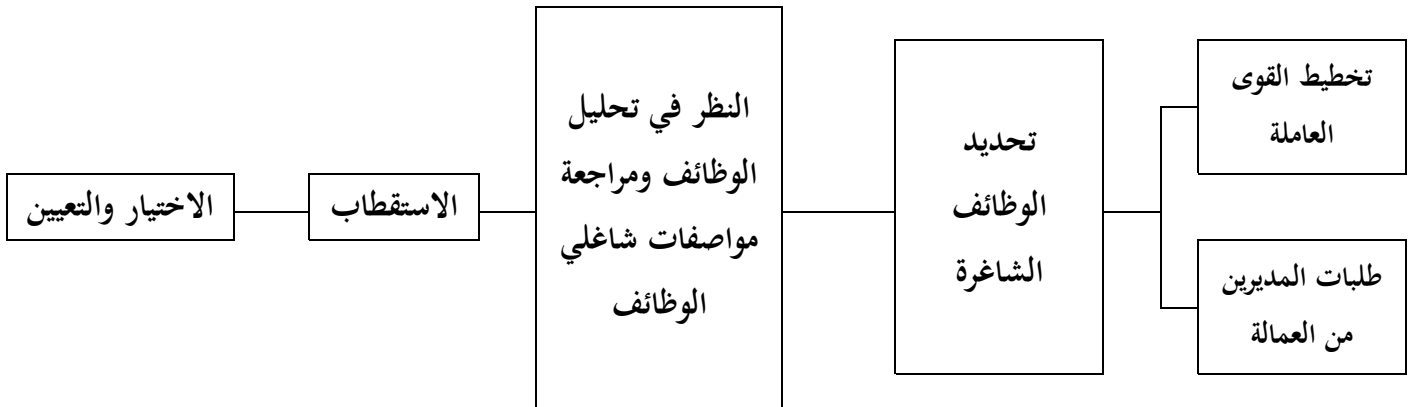 تخطيط القوى
العاملة
طلبات المديرين
من العمالة
تحديد
الوظائف
الشاغرة
النظر في تحليل
الوظائف ومراجعة
مواصفات شاغلي
الوظائف
الاستقطاب
الاختيار والتعيين